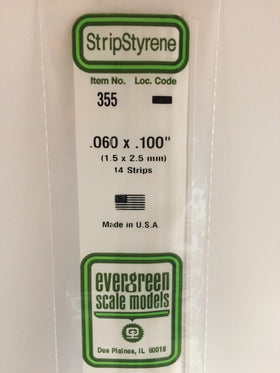 StripStyrene
Item No. Loc. Code
355
.060 x .100"
(1.5 x 2.5 mm)
14 Strips
Made in U.S.A.
evergreen
scale models
Des Plaines, IL 60018